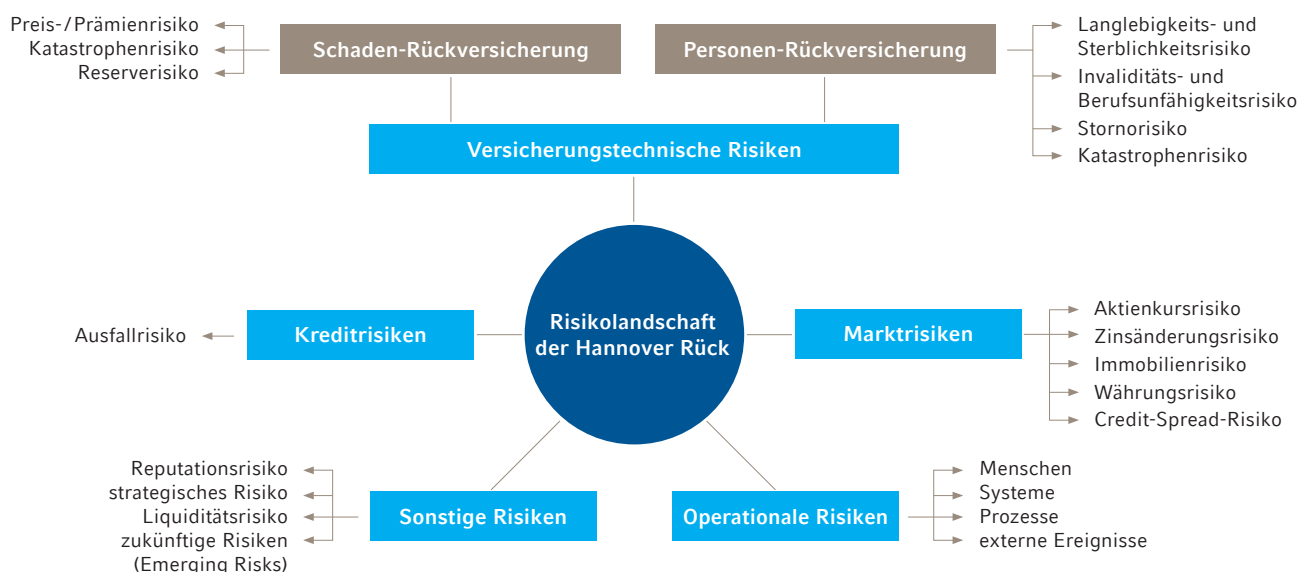 Preis-/Prämienrisiko
Katastrophenrisiko
Reserverisiko
Schaden-Rückversicherung
Personen-Rückversicherung
Langlebigkeits- und
Sterblichkeitsrisiko
Invaliditäts- und
Berufsunfähigkeitsrisiko
Stornorisiko
Katastrophenrisiko
Versicherungstechnische Risiken
Ausfallrisiko
Kreditrisiken
Risikolandschaft
der Hannover Rück
Marktrisiken
Aktienkursrisiko
Zinsänderungsrisiko
Immobilienrisiko
Währungsrisiko
Credit-Spread-Risiko
Reputationsrisiko
strategisches Risiko
Liquiditätsrisiko
zukünftige Risiken
(Emerging Risks)
Sonstige Risiken
Operationale Risiken
Menschen
Systeme
Prozesse
externe Ereignisse